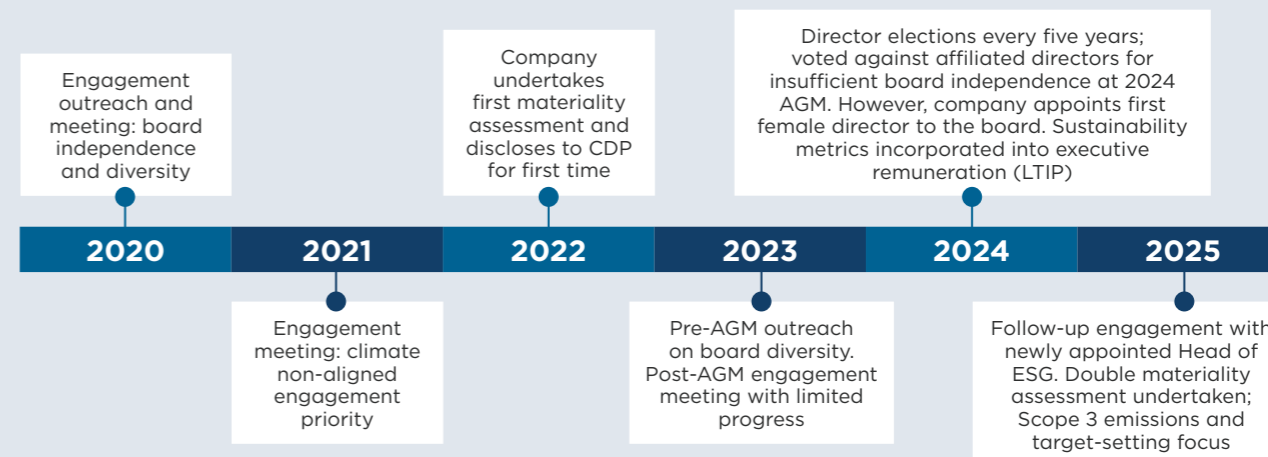 Engagement
outreach and
meeting: board
independence
and diversity
Company
undertakes
first materiality
assessment and
discloses to CDP
for first time
Director elections every five years;
voted against affiliated directors for
insufficient board independence at 2024
AGM. However, company appoints first
female director to the board. Sustainability
metrics incorporated into executive
remuneration (LTIP)
2020
2021
2022
2023
2024
2025
Engagement
meeting: climate
non-aligned
engagement
priority
Pre-AGM outreach
on board diversity.
Post-AGM engagement
meeting with limited
progress
Follow-up engagement with
newly appointed Head of
ESG. Double materiality
assessment undertaken;
Scope 3 emissions and
target-setting focus